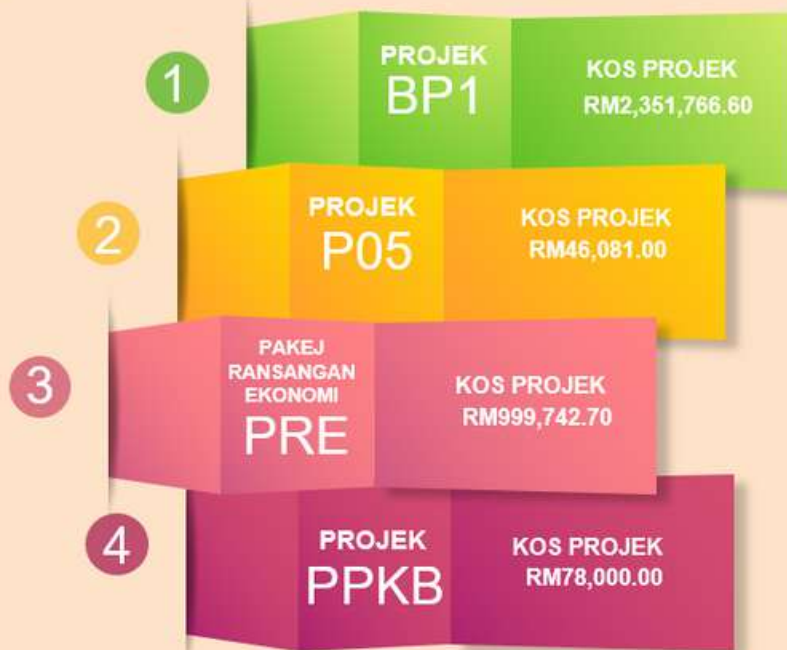 1
PROJEK
BP1
KOS PROJEK
RM2,351,766.60
2
PROJEK
P05
KOS PROJEK
RM46,081.00
3
PAKEJ
RANSANGAN
EKONOMI
PRE
KOS PROJEK
RM999,742.70
4
PROJEK
PPKB
KOS PROJEK
RM78,000.00